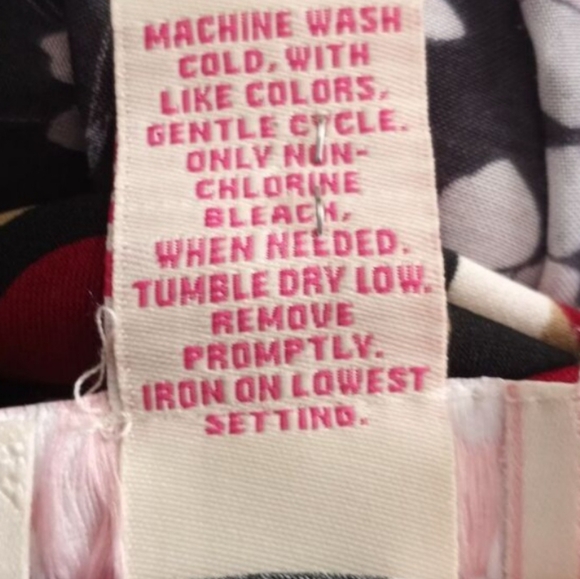 MACHINE WASH
COLD, WITH
LIKE COLORS,
GENTLE CYCLE.
ONLY NON-
CHLORINE
BLEACH,
WHEN NEEDED.
TUMBLE DRY LOW.
REMOVE
PROMPTLY.
IRON ON LOWEST
SETTING.